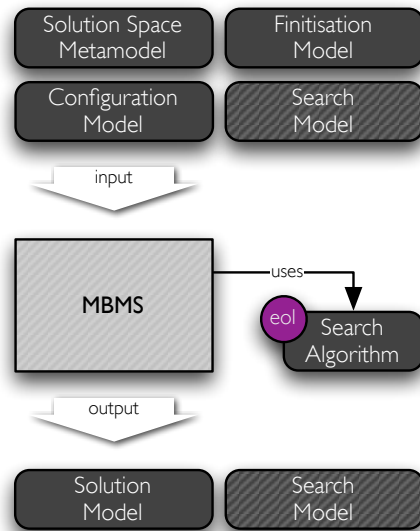 Solution Space
Metamodel
Finitisation
Model
Configuration
Model
Search
Model
input
MBMS
uses
eol
Search
Algorithm
output
Solution
Model
Search
Model